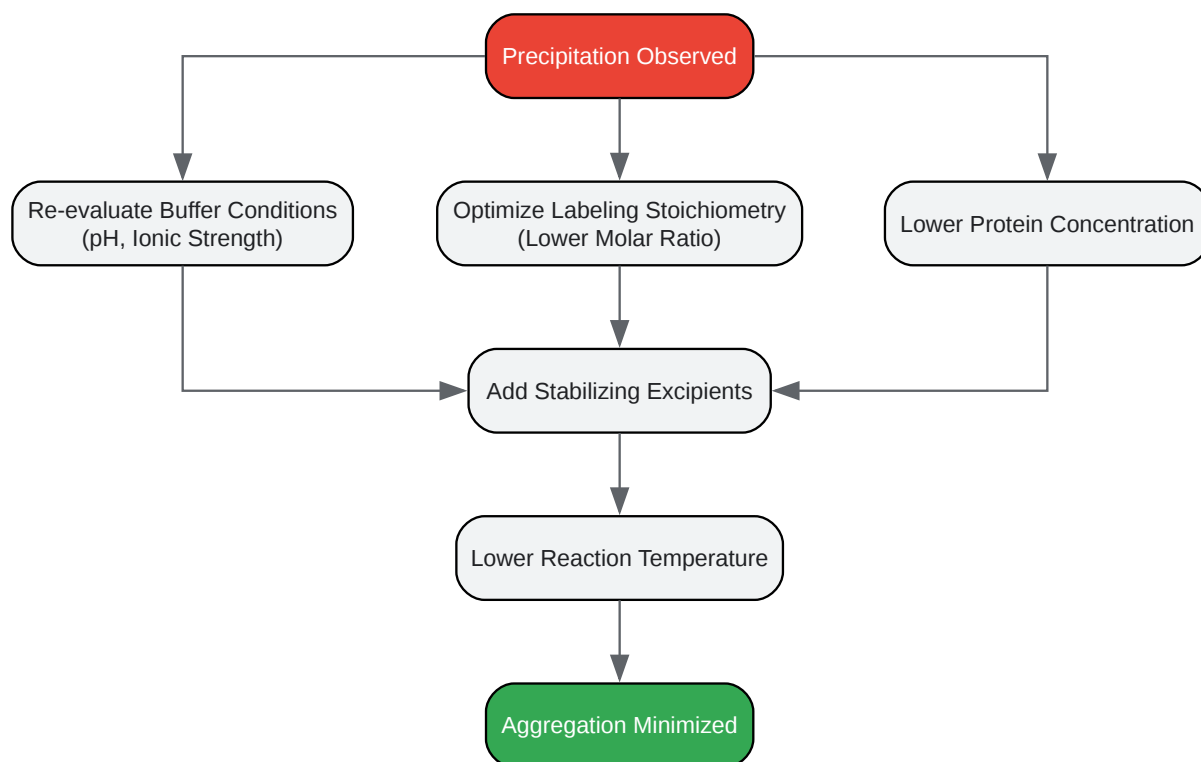 Precipitation Observed
Re-evaluate Buffer Conditions
(pH, Ionic Strength)
Optimize Labeling Stoichiometry
(Lower Molar Ratio)
Lower Protein Concentration
Add Stabilizing Excipients
Lower Reaction Temperature
Aggregation Minimized